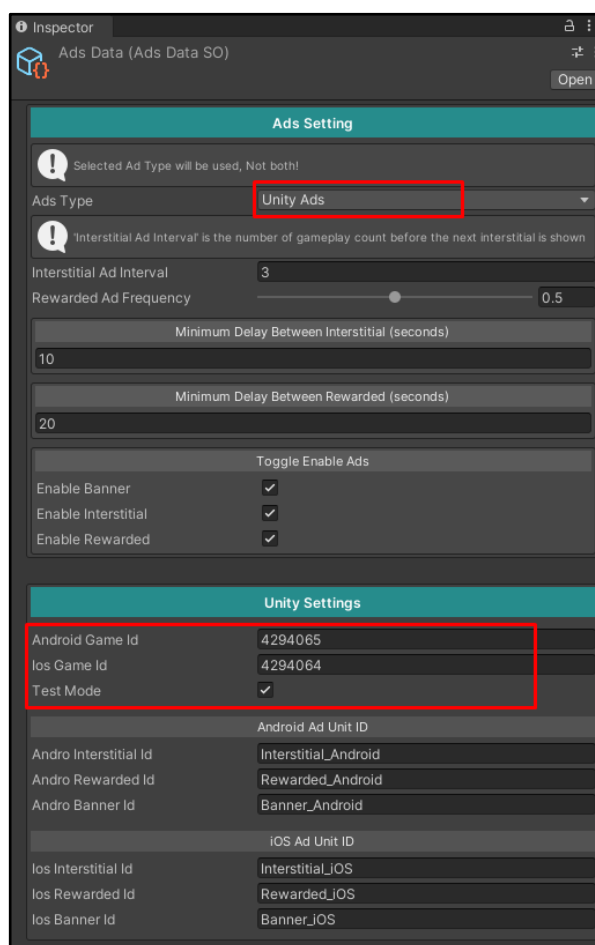 Inspector
Ads Data (Ads Data SO)
Open
Ads Setting
Selected Ad Type will be used, Not both!
Ads Type Unity Ads
'Interstitial Ad Interval' is the number of gameplay count before the next interstitial is shown
Interstitial Ad Interval 3
Rewarded Ad Frequency 0.5
Minimum Delay Between Interstitial (seconds)
10
Minimum Delay Between Rewarded (seconds)
20
Toggle Enable Ads
Enable Banner
Enable Interstitial
Enable Rewarded
Unity Settings
Android Game Id 4294065
Ios Game Id 4294064
Test Mode
Android Ad Unit ID
Andro Interstitial Id Interstitial_Android
Andro Rewarded Id Rewarded_Android
Andro Banner Id Banner_Android
iOS Ad Unit ID
Ios Interstitial Id Interstitial_iOS
Ios Rewarded Id Rewarded_iOS
Ios Banner Id Banner_iOS